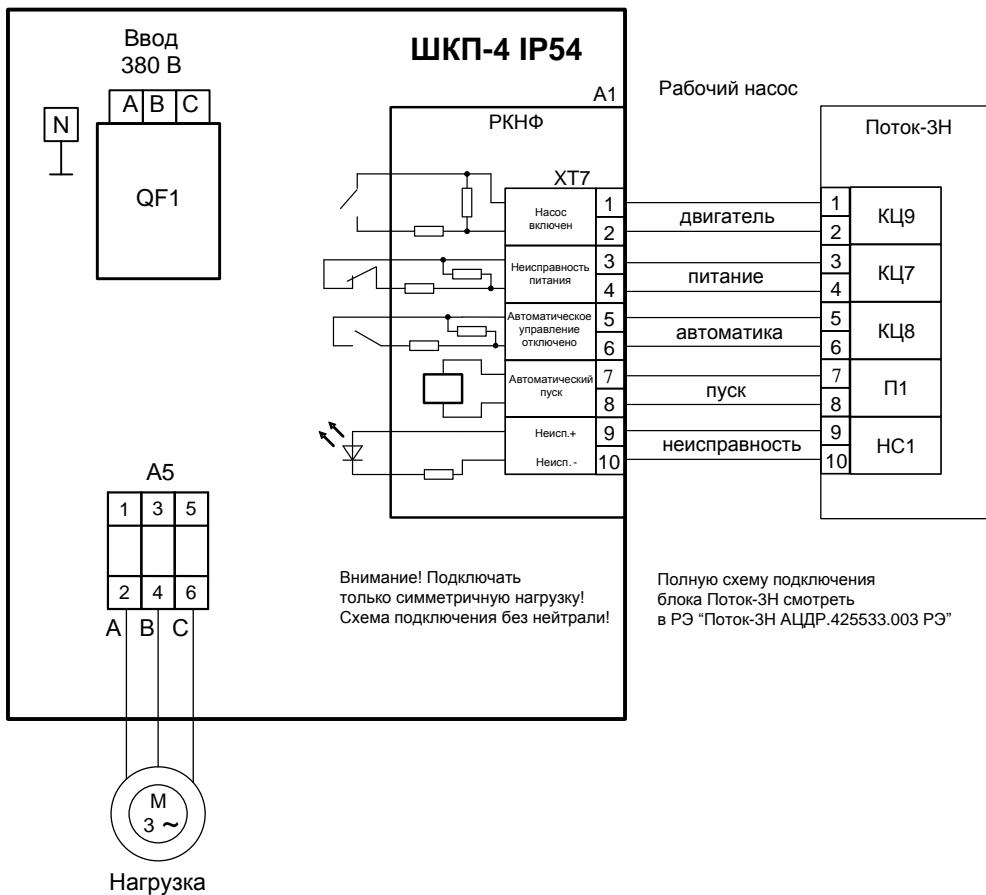 Ввод
380 В
ШКП-4 IP54
A B C
N
QF1
A1
РКНФ
XT7
Насос
включен
1
2
Неисправность
питания
3
4
Автоматическое
управление
отключено
5
6
Автоматический
пуск
7
8
Неисп.+
9
Неисп. -
10
Рабочий насос
двигатель
питание
автоматика
пуск
неисправность
Поток-3Н
1
2
КЦ9
3
4
КЦ7
5
6
КЦ8
7
8
П1
9
10
НС1
A5
1 3 5
2 4 6
A B C
М
3 ~
Нагрузка
Внимание! Подключать
только симметричную нагрузку!
Схема подключения без нейтрали!
Полную схему подключения
блока Поток-3Н смотреть
в РЭ “Поток-3Н АЦДР.425533.003 РЭ”